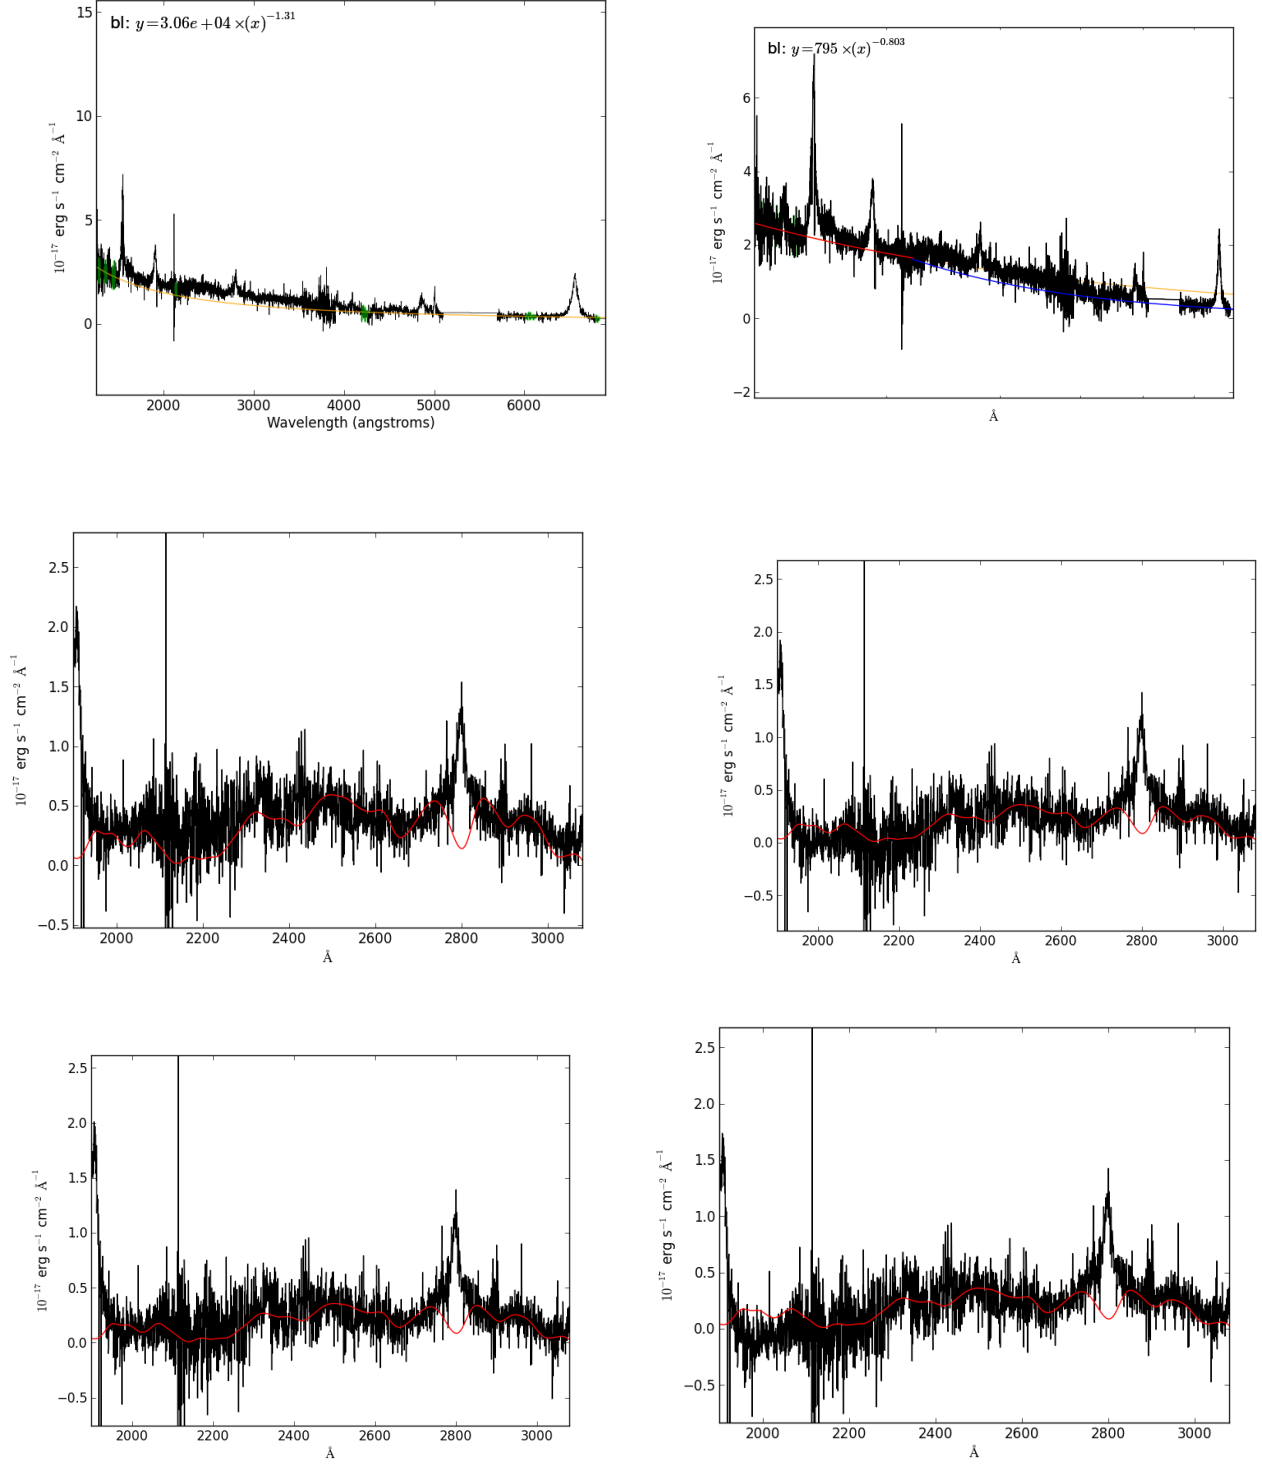 bl: y=3.06e+04×(x)^−1.31
15
10
5
0
10^−17 erg s^−1 cm^−2 Å^−1
2000 3000 4000 5000 6000
Wavelength (angstroms)
bl: y=795×(x)^−0.803
6
4
2
0
−2
10^−17 erg s^−1 cm^−2 Å^−1
Å
2.5
2.0
1.5
1.0
0.5
0.0
−0.5
10^−17 erg s^−1 cm^−2 Å^−1
2000 2200 2400 2600 2800 3000
Å
2.5
2.0
1.5
1.0
0.5
0.0
−0.5
10^−17 erg s^−1 cm^−2 Å^−1
2000 2200 2400 2600 2800 3000
Å
2.5
2.0
1.5
1.0
0.5
0.0
−0.5
10^−17 erg s^−1 cm^−2 Å^−1
2000 2200 2400 2600 2800 3000
Å
2.5
2.0
1.5
1.0
0.5
0.0
−0.5
10^−17 erg s^−1 cm^−2 Å^−1
2000 2200 2400 2600 2800 3000
Å